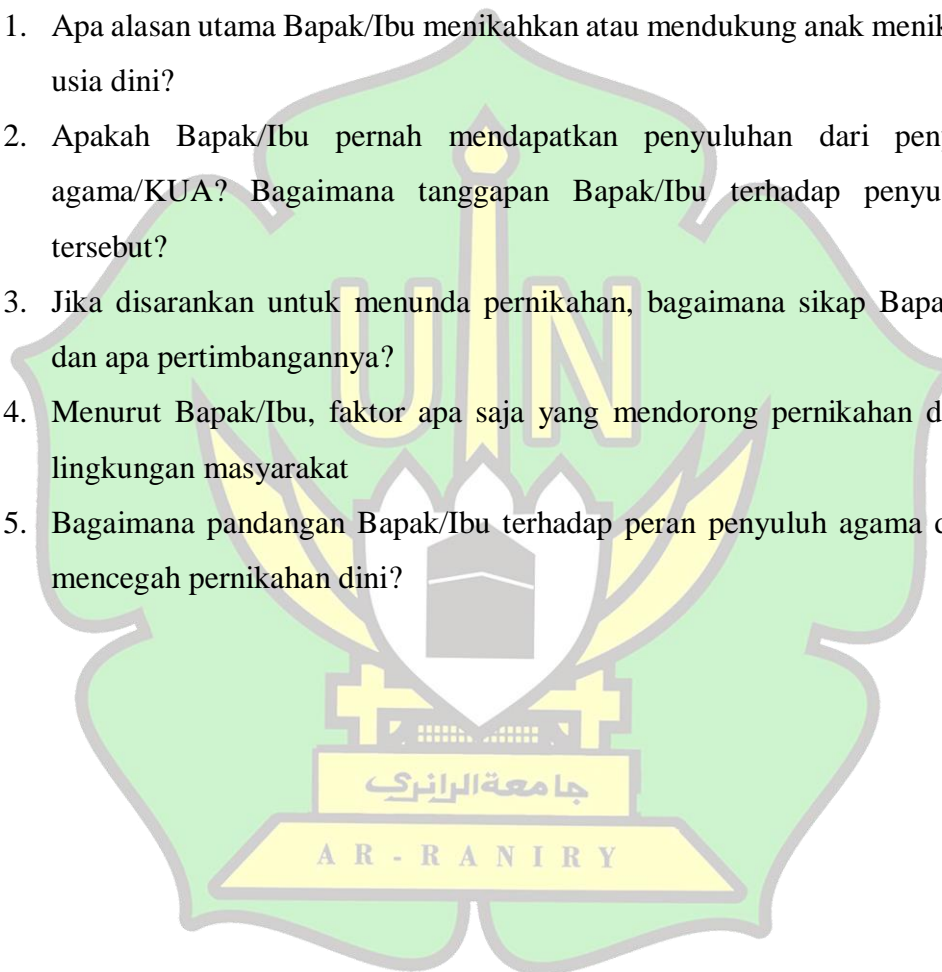 1. Apa alasan utama Bapak/Ibu menikahkan atau mendukung anak menik
usia dini?
2. Apakah Bapak/Ibu pernah mendapatkan penyuluhan dari peny
agama/KUA? Bagaimana tanggapan Bapak/Ibu terhadap penyu
tersebut?
3. Jika disarankan untuk menunda pernikahan, bagaimana sikap Bapa
dan apa pertimbangannya?
4. Menurut Bapak/Ibu, faktor apa saja yang mendorong pernikahan d
lingkungan masyarakat
5. Bagaimana pandangan Bapak/Ibu terhadap peran penyuluh agama d
mencegah pernikahan dini?
UIN
جامعة الرانري
AR-RANIRY